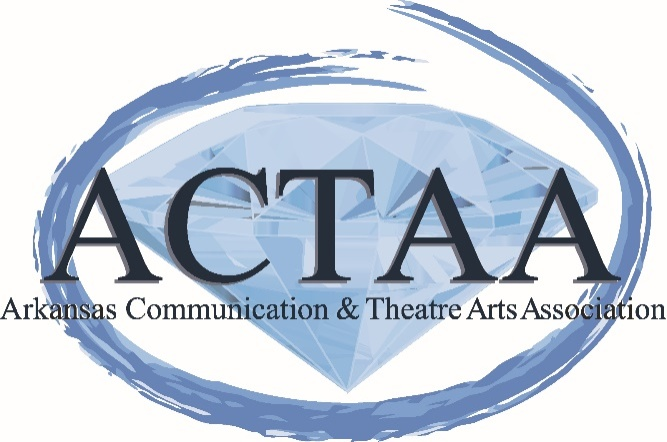 ACTAA
Arkansas Communication & Theatre Arts Association